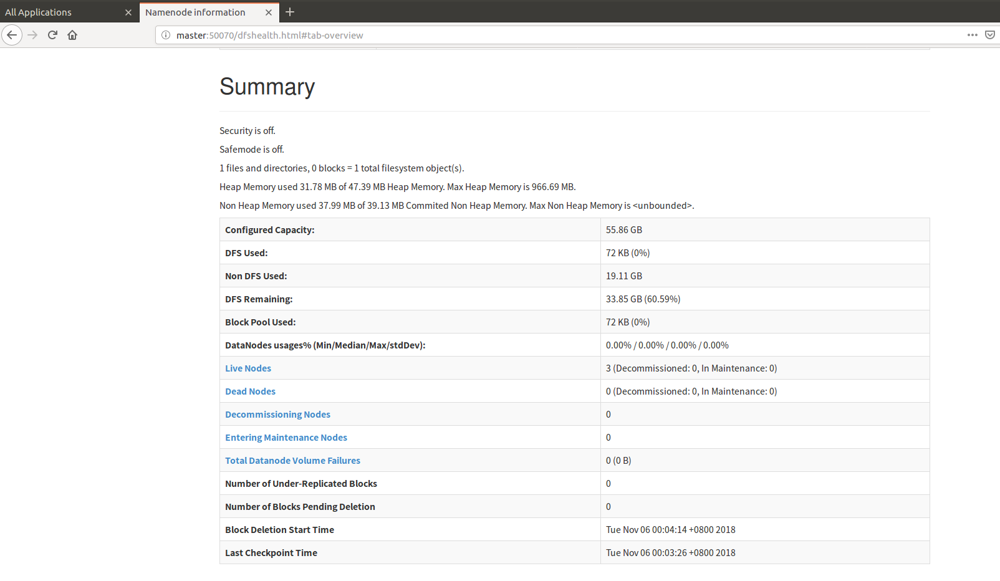 All Applications
Namenode information
master:50070/dfshealth.html#tab-overview
Summary
Security is off.
Safemode is off.
1 files and directories, 0 blocks = 1 total filesystem object(s).
Heap Memory used 31.78 MB of 47.39 MB Heap Memory. Max Heap Memory is 966.69 MB.
Non Heap Memory used 37.99 MB of 39.13 MB Commited Non Heap Memory. Max Non Heap Memory is <unbounded>.
Configured Capacity: 55.86 GB
DFS Used: 72 KB (0%)
Non DFS Used: 19.11 GB
DFS Remaining: 33.85 GB (60.59%)
Block Pool Used: 72 KB (0%)
DataNodes usages% (Min/Median/Max/stdDev): 0.00% / 0.00% / 0.00% / 0.00%
Live Nodes 3 (Decommissioned: 0, In Maintenance: 0)
Dead Nodes 0 (Decommissioned: 0, In Maintenance: 0)
Decommissioning Nodes 0
Entering Maintenance Nodes 0
Total Datanode Volume Failures 0 (0 B)
Number of Under-Replicated Blocks 0
Number of Blocks Pending Deletion 0
Block Deletion Start Time Tue Nov 06 00:04:14 +0800 2018
Last Checkpoint Time Tue Nov 06 00:03:26 +0800 2018